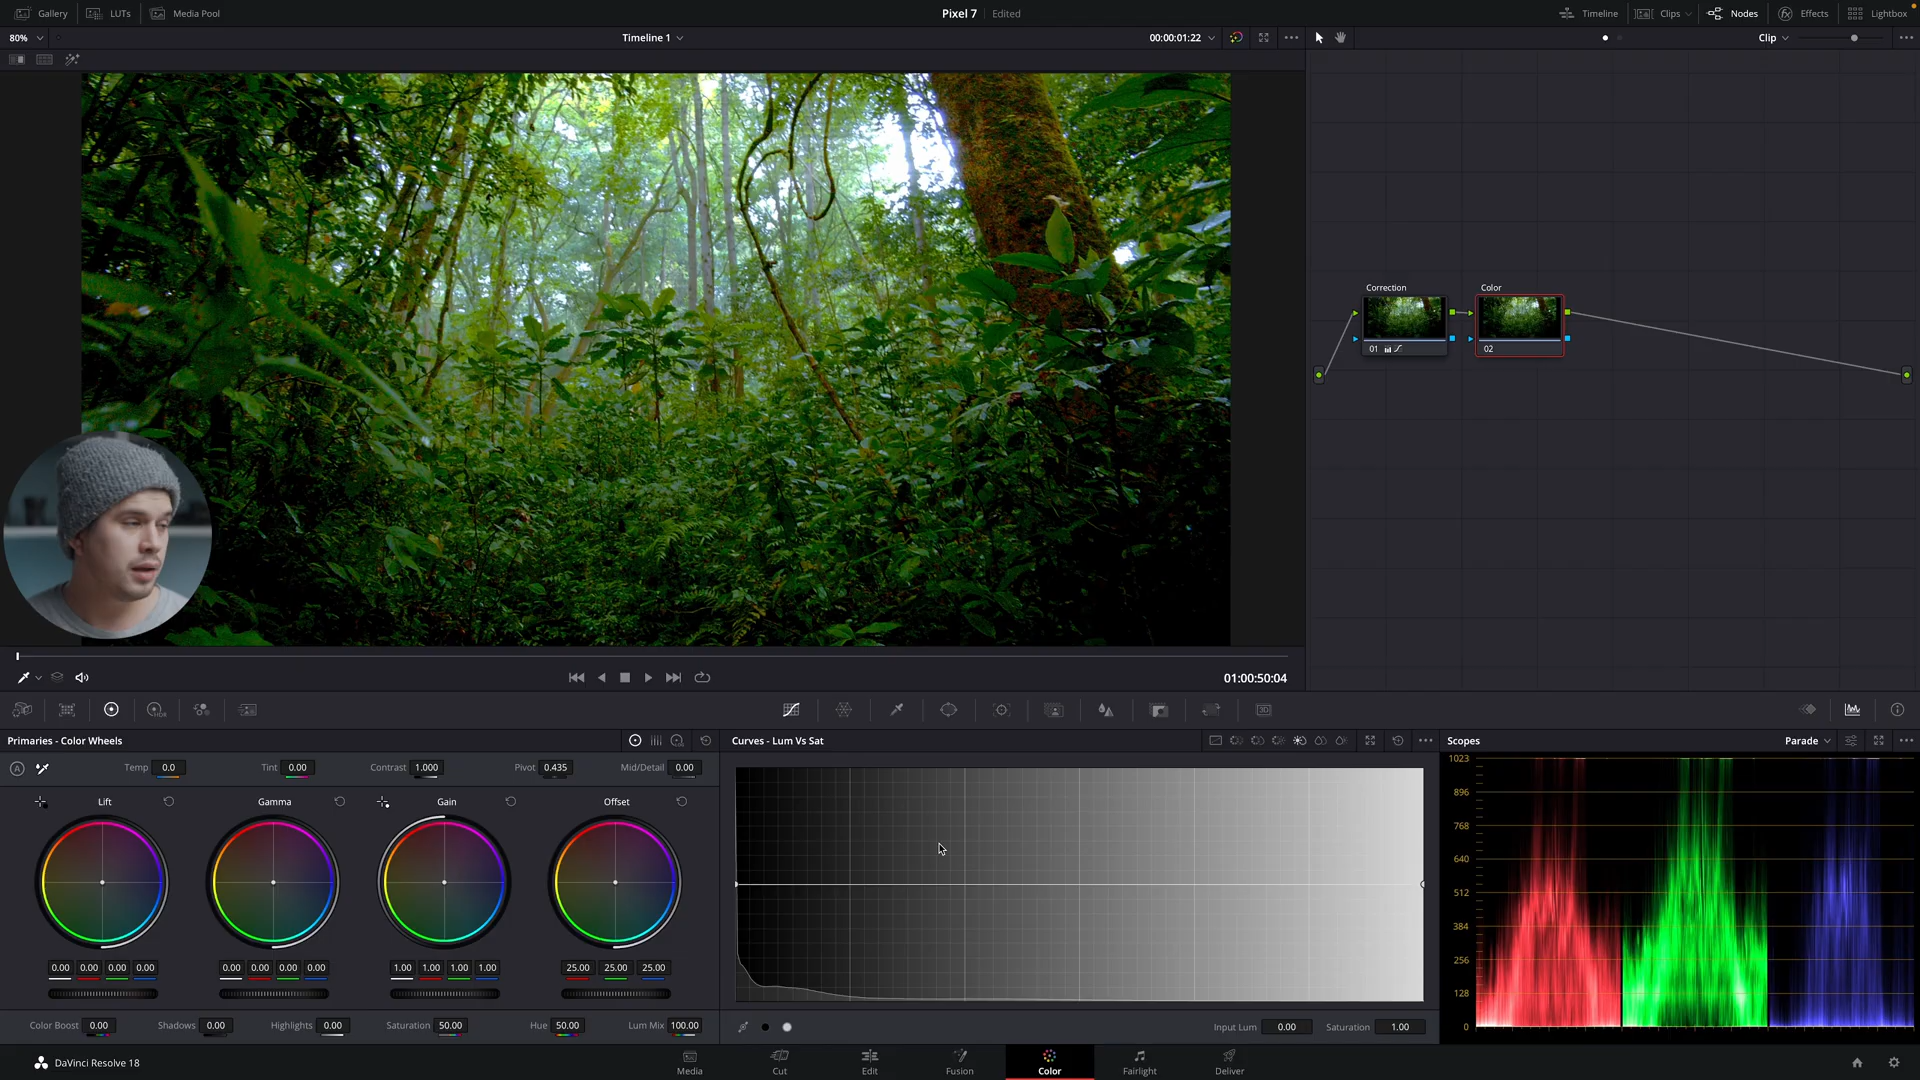 Gallery LUTs Media Pool Pixel 7 Edited Timeline Clips Nodes Effects Lightbox
80% Timeline 1 00:00:01:22 Clip
Correction Color
01 02
01:00:50:04
Primaries - Color Wheels Curves - Lum Vs Sat Scopes Parade
Temp 0.0 Tint 0.00 Contrast 1.000 Pivot 0.435 Mid/Detail 0.00
Lift Gamma Gain Offset
0.00 0.00 0.00 0.00 0.00 0.00 0.00 0.00 1.00 1.00 1.00 1.00 25.00 25.00 25.00
Color Boost 0.00 Shadows 0.00 Highlights 0.00 Saturation 50.00 Hue 50.00 Lum Mix 100.00
Input Lum 0.00 Saturation 1.00
1023
896
768
640
512
384
256
128
0
HDR
3D
A
DaVinci Resolve 18 Media Cut Edit Fusion Color Fairlight Deliver